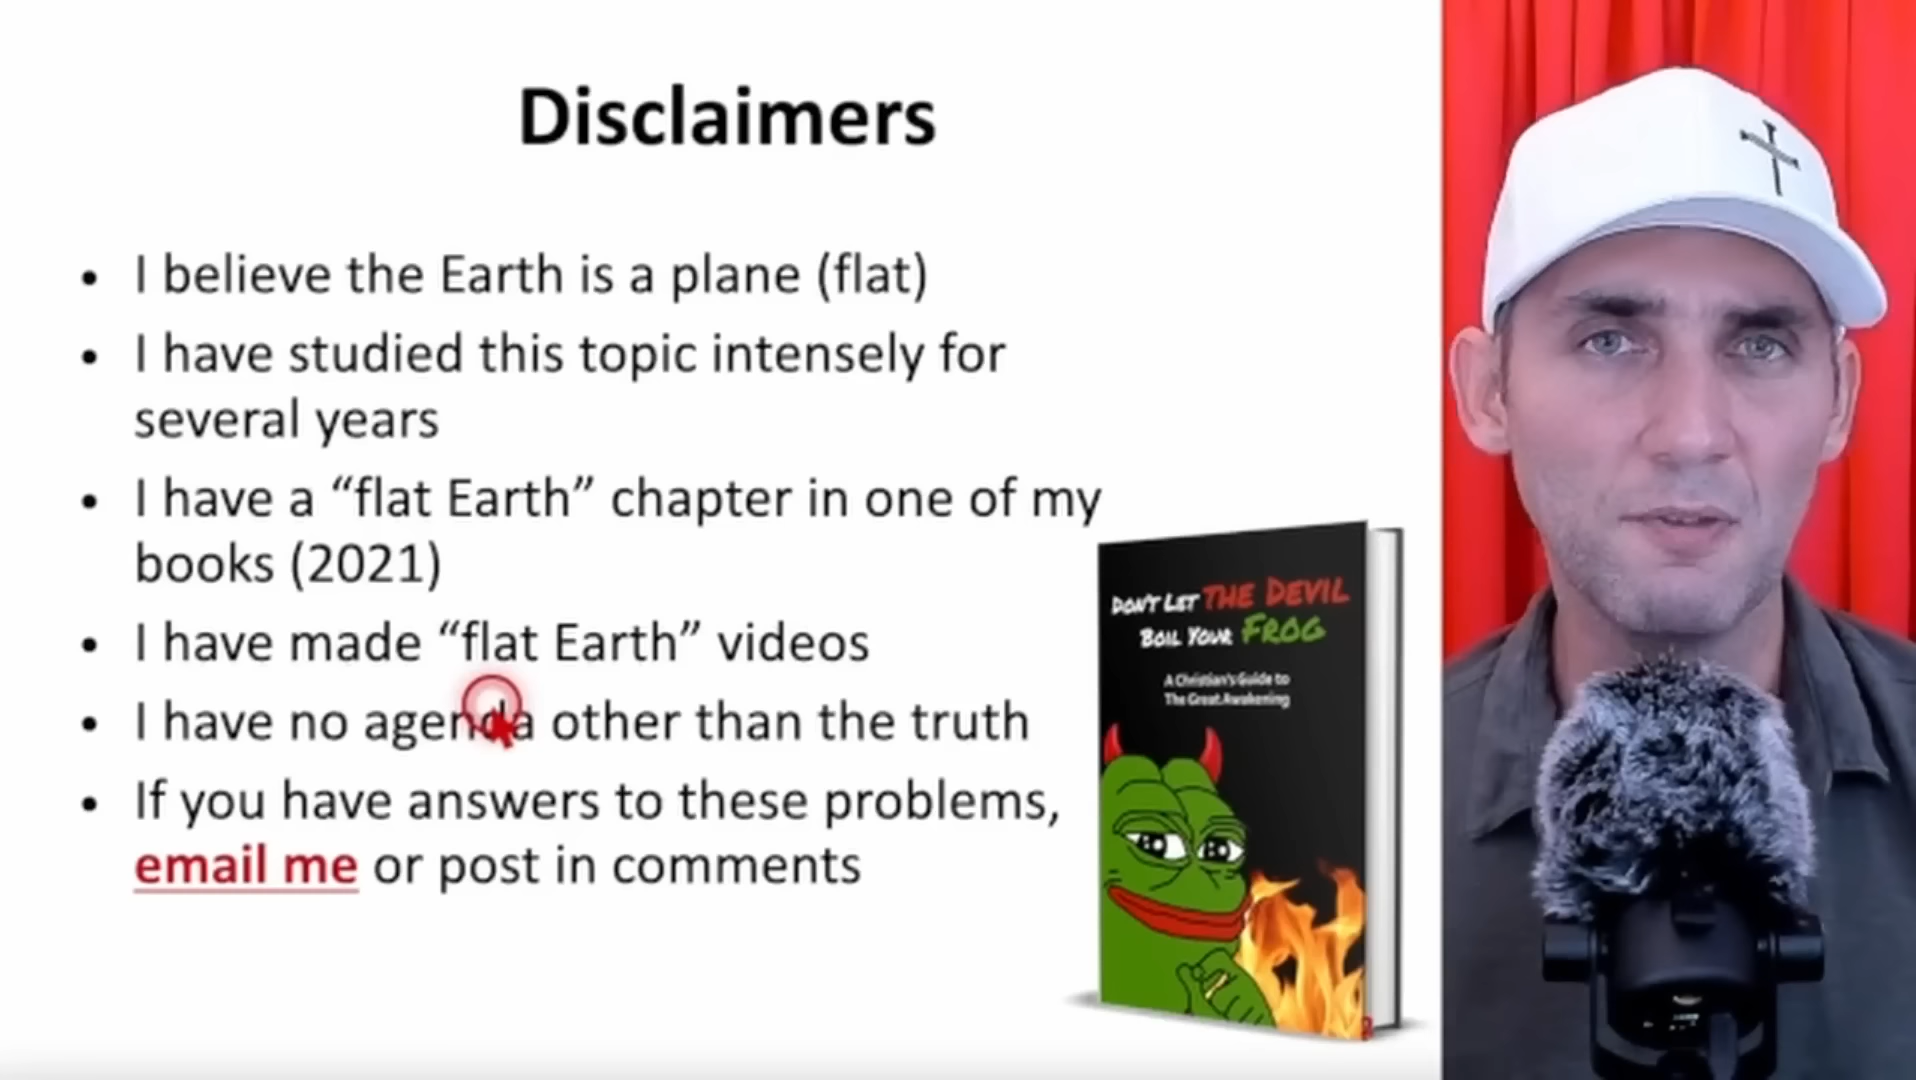 Disclaimers
• I believe the Earth is a plane (flat)
• I have studied this topic intensely for
several years
• I have a “flat Earth” chapter in one of my
books (2021)
• I have made “flat Earth” videos
• I have no agenda other than the truth
• If you have answers to these problems,
email me or post in comments
DON'T LET THE DEVIL
BOIL YOUR FROG
A Christian's Guide to
The Great Awakening